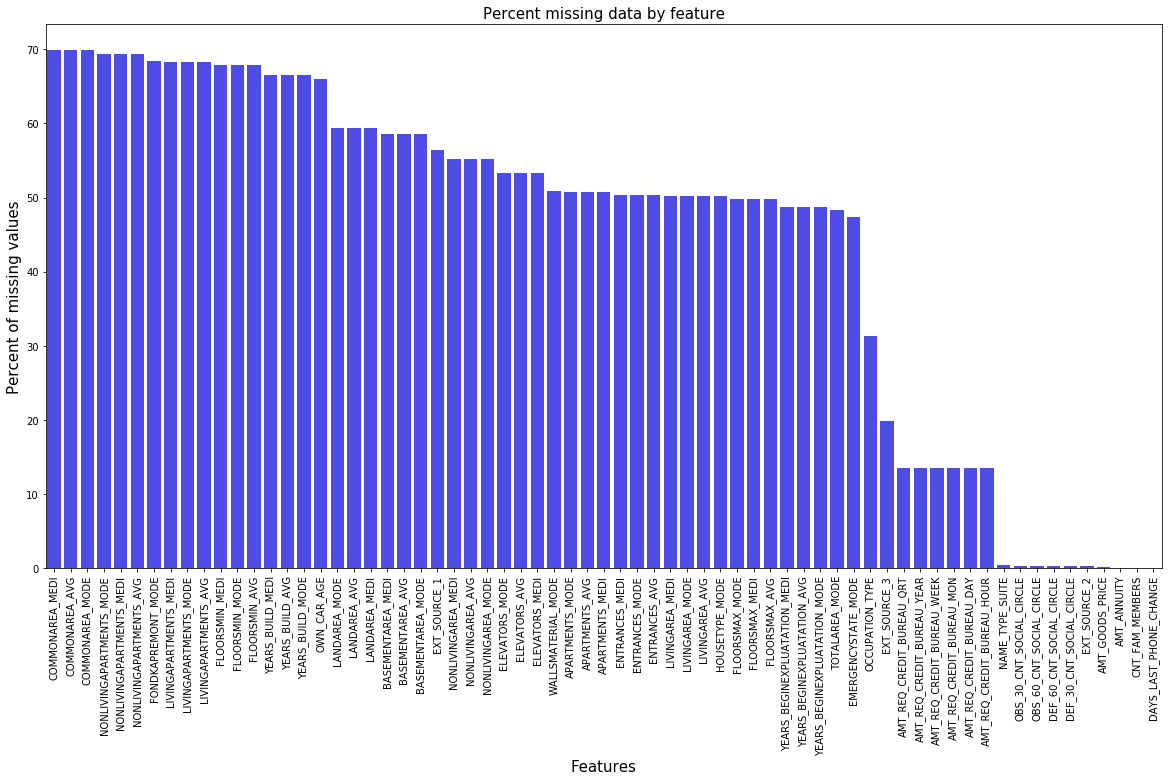 Percent missing data by feature
Percent of missing values
70
60
50
40
30
20
10
0
COMMONAREA_MEDI
COMMONAREA_AVG
COMMONAREA_MODE
NONLIVINGAPARTMENTS_MODE
NONLIVINGAPARTMENTS_MEDI
NONLIVINGAPARTMENTS_AVG
FONDKAPREMONT_MODE
LIVINGAPARTMENTS_MEDI
LIVINGAPARTMENTS_MODE
LIVINGAPARTMENTS_AVG
FLOORSMIN_MEDI
FLOORSMIN_MODE
FLOORSMIN_AVG
YEARS_BUILD_MEDI
YEARS_BUILD_AVG
YEARS_BUILD_MODE
OWN_CAR_AGE
LANDAREA_MODE
LANDAREA_AVG
LANDAREA_MEDI
BASEMENTAREA_MEDI
BASEMENTAREA_AVG
BASEMENTAREA_MODE
EXT_SOURCE_1
NONLIVINGAREA_MEDI
NONLIVINGAREA_AVG
NONLIVINGAREA_MODE
ELEVATORS_MODE
ELEVATORS_AVG
ELEVATORS_MEDI
WALLSMATERIAL_MODE
APARTMENTS_MODE
APARTMENTS_AVG
APARTMENTS_MEDI
ENTRANCES_MEDI
ENTRANCES_MODE
ENTRANCES_AVG
LIVINGAREA_MEDI
LIVINGAREA_MODE
LIVINGAREA_AVG
HOUSETYPE_MODE
FLOORSMAX_MODE
FLOORSMAX_MEDI
FLOORSMAX_AVG
YEARS_BEGINEXPLUATATION_MEDI
YEARS_BEGINEXPLUATATION_AVG
YEARS_BEGINEXPLUATATION_MODE
TOTALAREA_MODE
EMERGENCYSTATE_MODE
OCCUPATION_TYPE
EXT_SOURCE_3
AMT_REQ_CREDIT_BUREAU_QRT
AMT_REQ_CREDIT_BUREAU_YEAR
AMT_REQ_CREDIT_BUREAU_WEEK
AMT_REQ_CREDIT_BUREAU_MON
AMT_REQ_CREDIT_BUREAU_DAY
AMT_REQ_CREDIT_BUREAU_HOUR
NAME_TYPE_SUITE
OBS_30_CNT_SOCIAL_CIRCLE
OBS_60_CNT_SOCIAL_CIRCLE
DEF_60_CNT_SOCIAL_CIRCLE
DEF_30_CNT_SOCIAL_CIRCLE
EXT_SOURCE_2
AMT_GOODS_PRICE
AMT_ANNUITY
CNT_FAM_MEMBERS
DAYS_LAST_PHONE_CHANGE
Features